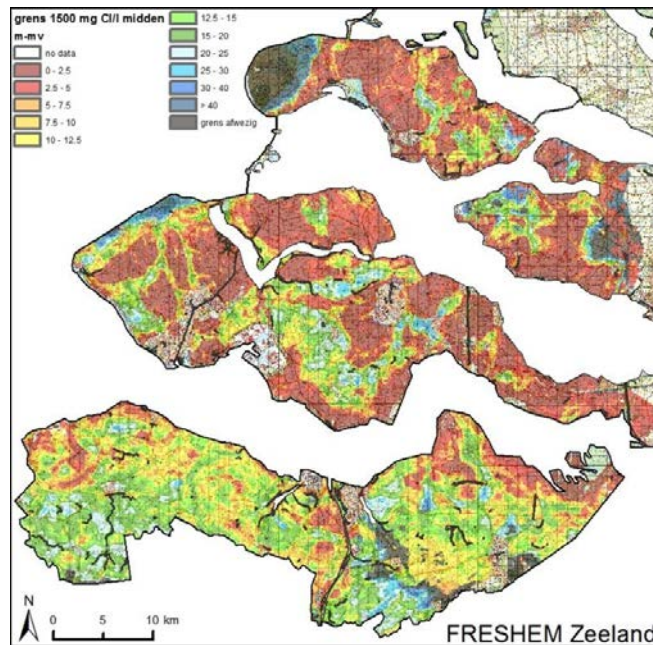 grens 1500 mg Cl/l midden
m-mv
no data
0 - 2.5
2.5 - 5
5 - 7.5
7.5 - 10
10 - 12.5
12.5 - 15
15 - 20
20 - 25
25 - 30
30 - 40
> 40
grens afwezig
N
0 5 10 km
FRESHEM Zeeland